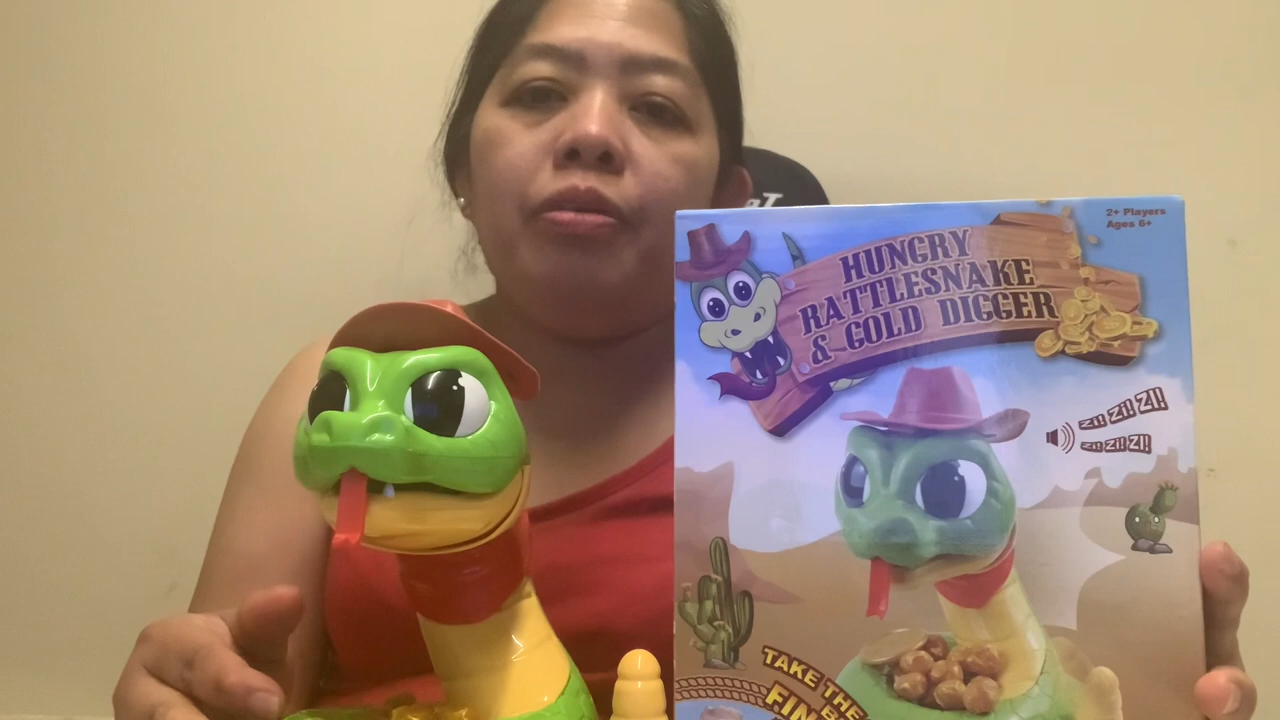 2+ Players
Ages 6+
HUNGRY
RATTLESNAKE
& GOLD DIGGER
Zi! Zi! ZI!
Zi! Zi! ZI!
TAKE THE